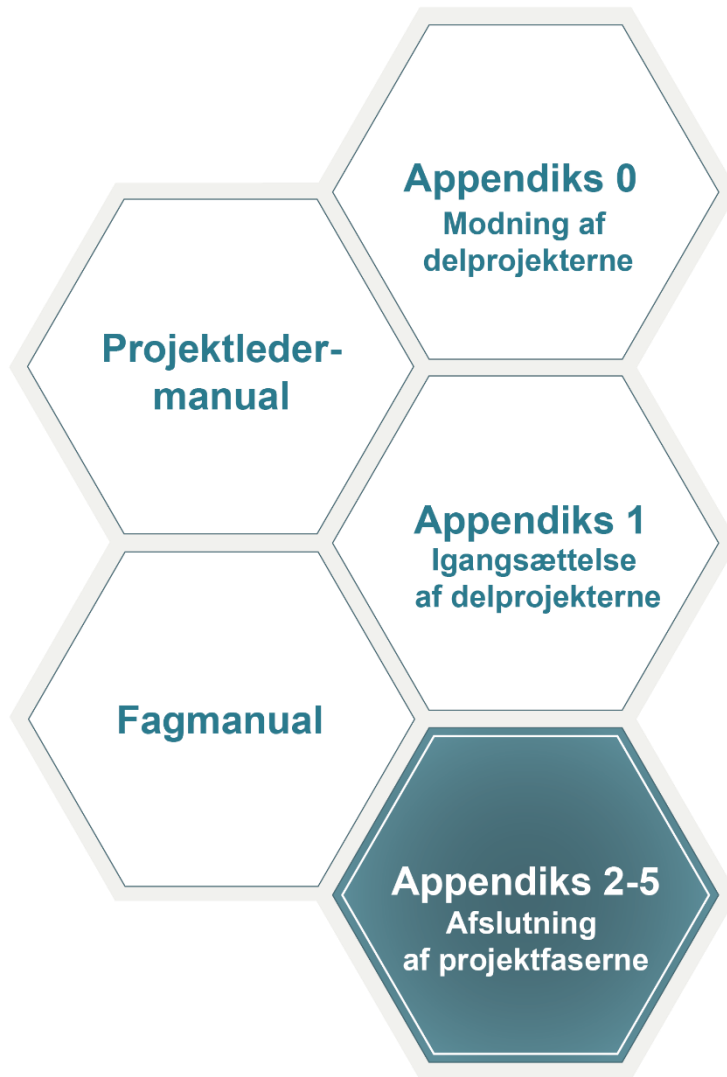 Appendiks 0
Modning af
delprojekterne
Projektleder-
manual
Appendiks 1
Igangsættelse
af delprojekterne
Fagmanual
Appendiks 2-5
Afslutning
af projektfaserne